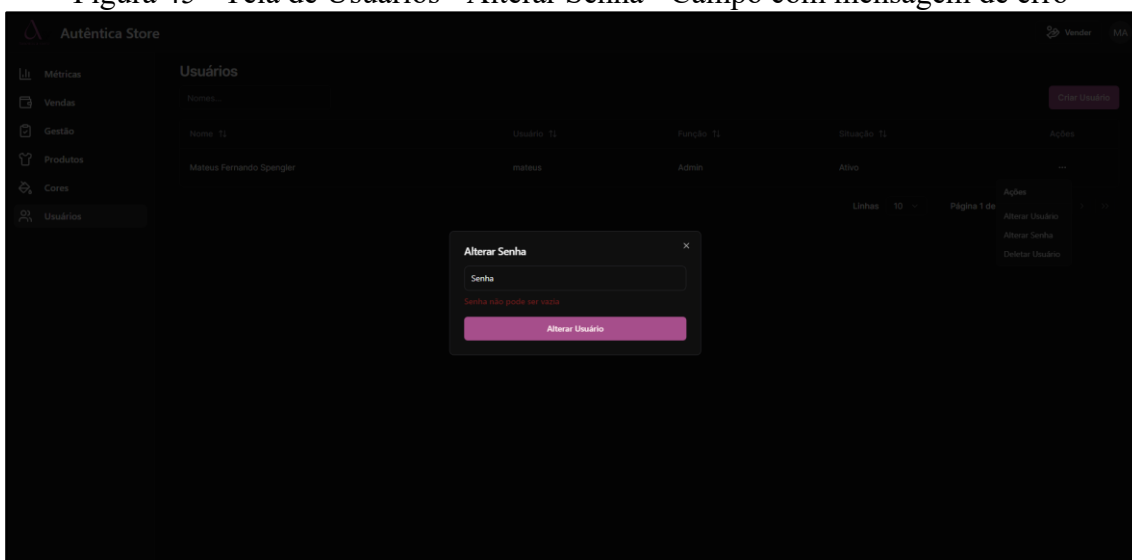 Figura 45 - Tela de Usuários - Alterar Senha - Campo com mensagem de erro
Autêntica Store
Vender
MA
Métricas
Vendas
Gestão
Produtos
Cores
Usuários
Usuários
Nomes...
Criar Usuário
Nome
Usuário
Função
Situação
Ações
Mateus Fernando Spengler
mateus
Admin
Ativo
...
Ações
Alterar Usuário
Alterar Senha
Deletar Usuário
Linhas 10
Página 1 de
Alterar Senha
Senha
Senha não pode ser vazia
Alterar Usuário